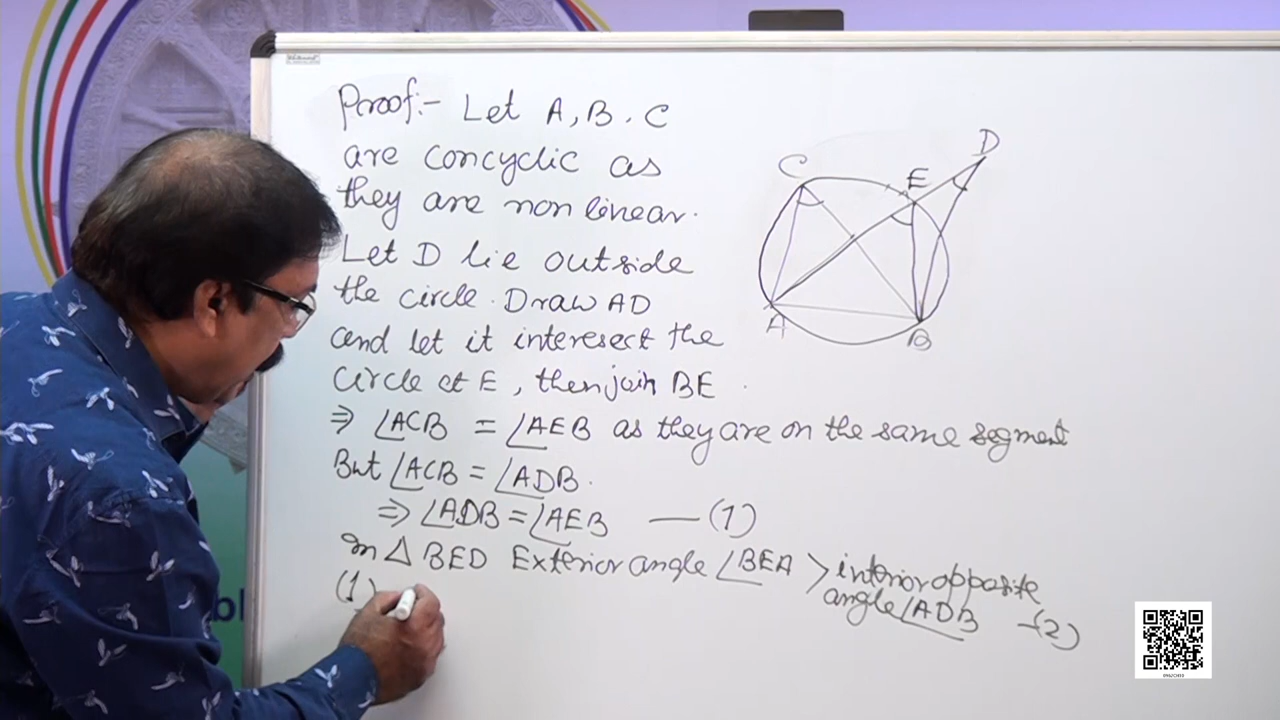 Proof:- Let A, B, C
are concyclic as
they are non linear.
Let D lie outside
the circle. Draw AD
and let it interesect the
circle at E, then join BE.
⇒ ∠ACB = ∠AEB as they are on the same segment
But ∠ACB = ∠ADB.
⇒ ∠ADB = ∠AEB — (1)
In △ BED Exterior angle ∠BEA > interior opposite
angle ∠ADB -(2)
(1)
C
E
D
A
B